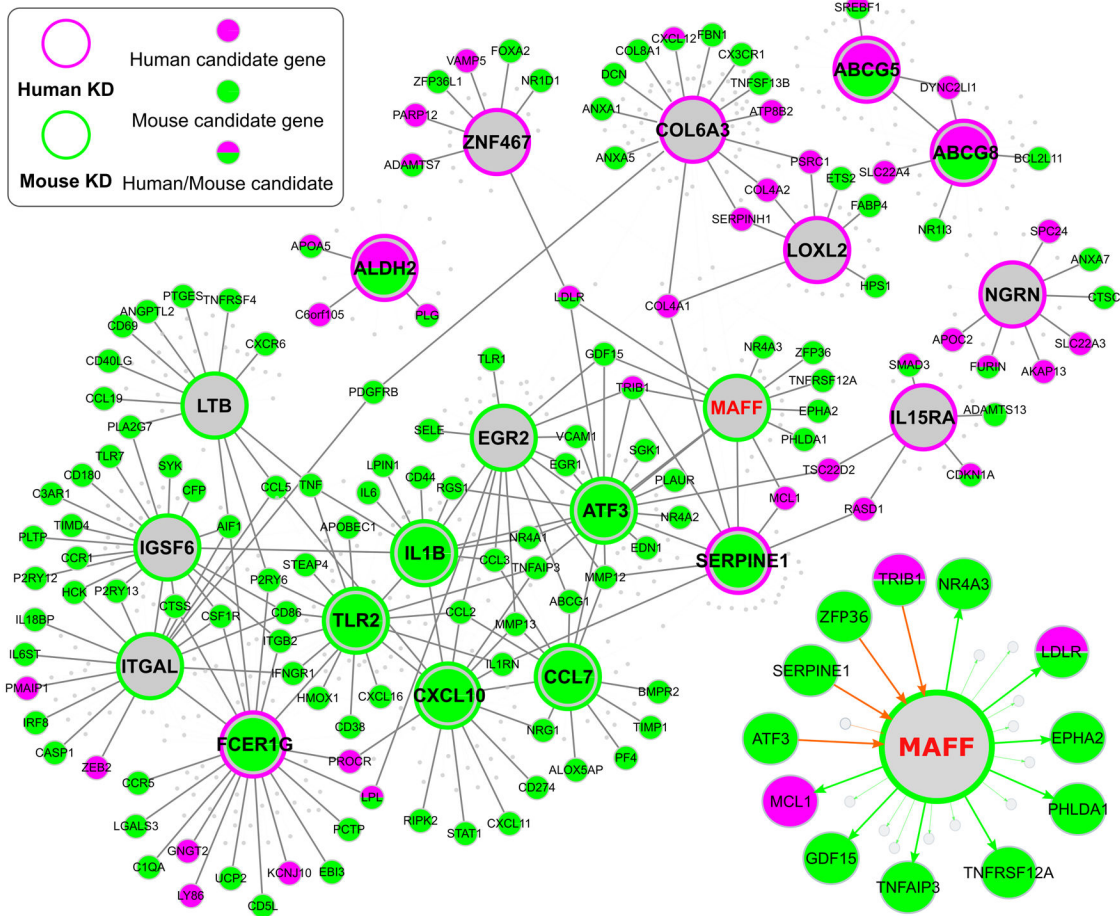 Human KD
Human candidate gene
Mouse candidate gene
Mouse KD
Human/Mouse candidate
SREBF1
ABCG5
DYNC2LI1
ABCG8
BCL2L11
SLC22A4
NR1I3
FOXA2
VAMP5
ZFP36L1
NR1D1
PARP12
ZNF467
ADAMTS7
CXCL12
FBN1
COL8A1
CX3CR1
DCN
TNFSF13B
ANXA1
ATP8B2
COL6A3
ANXA5
PSRC1
COL4A2
ETS2
SERPINH1
FABP4
LOXL2
HPS1
COL4A1
SPC24
ANXA7
NGRN
CTSC
APOC2
SLC22A3
FURIN
AKAP13
APOA5
ALDH2
C6orf105
PLG
LDLR
PTGES
TNFRSF4
ANGPTL2
CD69
CXCR6
CD40LG
CCL19
LTB
PLA2G7
PDGFRB
TLR1
GDF15
TRIB1
NR4A3
ZFP36
TNFRSF12A
MAFF
EPHA2
PHLDA1
SMAD3
ADAMTS13
IL15RA
CDKN1A
TSC22D2
RASD1
SELE
EGR2
VCAM1
EGR1
SGK1
PLAUR
MCL1
TLR7
SYK
CD180
CFP
C3AR1
CCL5
TNF
LPIN1
CD44
IL6
RGS1
ATF3
NR4A2
TIMD4
PLTP
AIF1
APOBEC1
NR4A1
EDN1
CCR1
IGSF6
IL1B
CCL3
TNFAIP3
SERPINE1
P2RY12
STEAP4
MMP12
HCK
P2RY13
P2RY6
CTSS
CD86
CSF1R
CCL2
ABCG1
IL18BP
TLR2
MMP13
ITGB2
IL6ST
ITGAL
IFNGR1
IL1RN
CCL7
PMAIP1
HMOX1
CXCL16
CXCL10
BMPR2
IRF8
CD38
NRG1
TIMP1
CASP1
FCER1G
PF4
ZEB2
PROCR
ALOX5AP
CCR5
LPL
CD274
LGALS3
PCTP
RIPK2
STAT1
CXCL11
GNGT2
C1QA
UCP2
KCNJ10
EBI3
LY86
CD5L
TRIB1
NR4A3
ZFP36
LDLR
SERPINE1
ATF3
MAFF
EPHA2
MCL1
PHLDA1
GDF15
TNFAIP3
TNFRSF12A